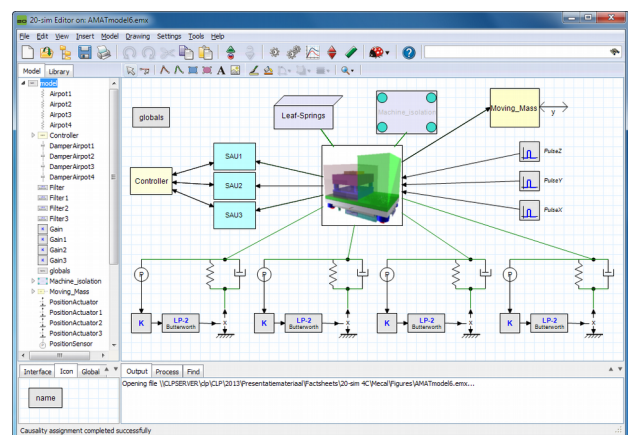 20-sim Editor on: AMATmodel6.emx
File Edit View Insert Model Drawing Settings Tools Help
Model Library
model
Airpot1
Airpot2
Airpot3
Airpot4
Controller
DamperAirpot1
DamperAirpot2
DamperAirpot3
DamperAirpot4
Filter
Filter1
Filter2
Filter3
Gain
Gain1
Gain2
Gain3
globals
Machine_isolation
Moving_Mass
PositionActuator
PositionActuator1
PositionActuator2
PositionActuator3
PositionSensor
globals
Leaf-Springs
Machine_isolation
Moving_Mass
y
Controller
SAU1
SAU2
SAU3
PulseZ
PulseY
PulseX
P P P P
K LP-2 Butterworth x
K LP-2 Butterworth x
K LP-2 Butterworth x
K LP-2 Butterworth x
Interface Icon Global
name
Output Process Find
Opening file \\CLPSERVER\clp\CLP\2013\Presentatiemateriaal\Factsheets\20-sim 4C\Mecal\Figures\AMATmodel6.emx...
Causality assignment completed successfully